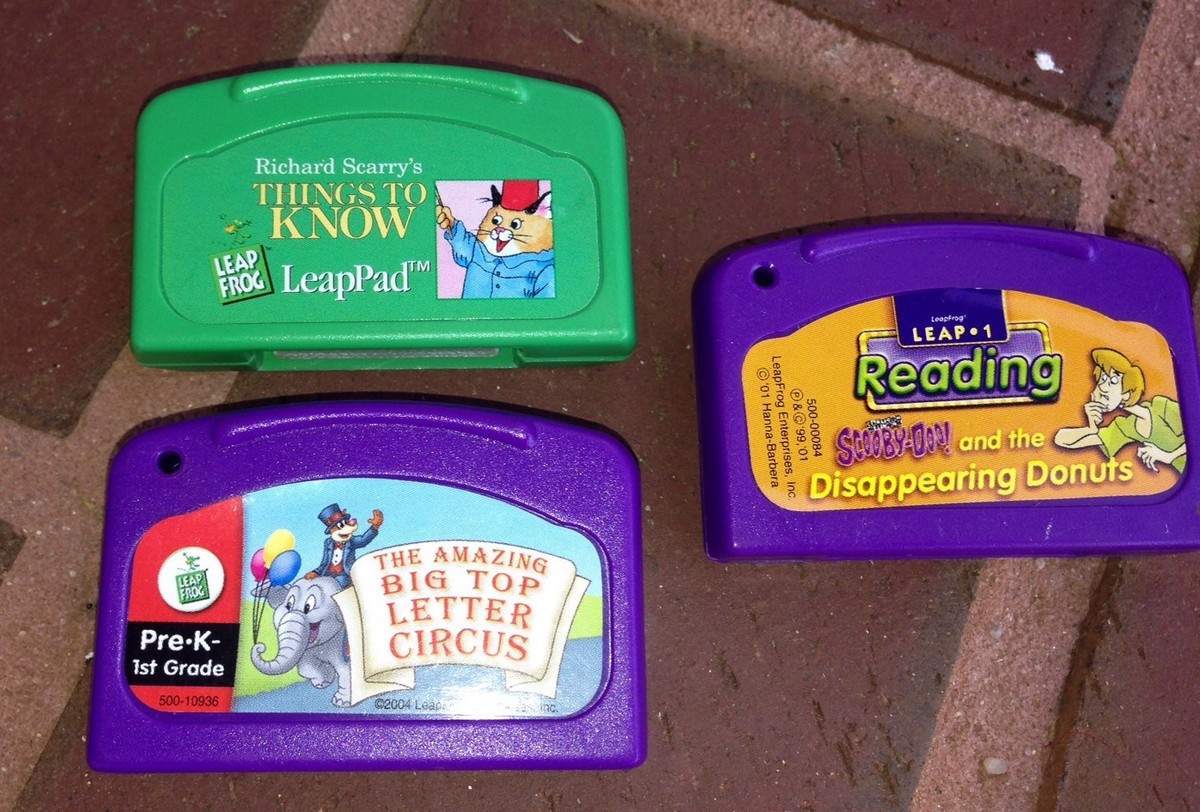 Richard Scarry's
THINGS TO
KNOW
LEAP
FROG
LeapPad™
LeapFrog®
LEAP•1
Reading
SCOOBY-DOO! and the
Disappearing Donuts
500-00084
Ⓟ & © '99, '01
LeapFrog Enterprises, Inc.
© '01 Hanna-Barbera
LEAP
FROG
Pre•K-
1st Grade
500-10936
THE AMAZING
BIG TOP
LETTER
CIRCUS
©2004 Inc.